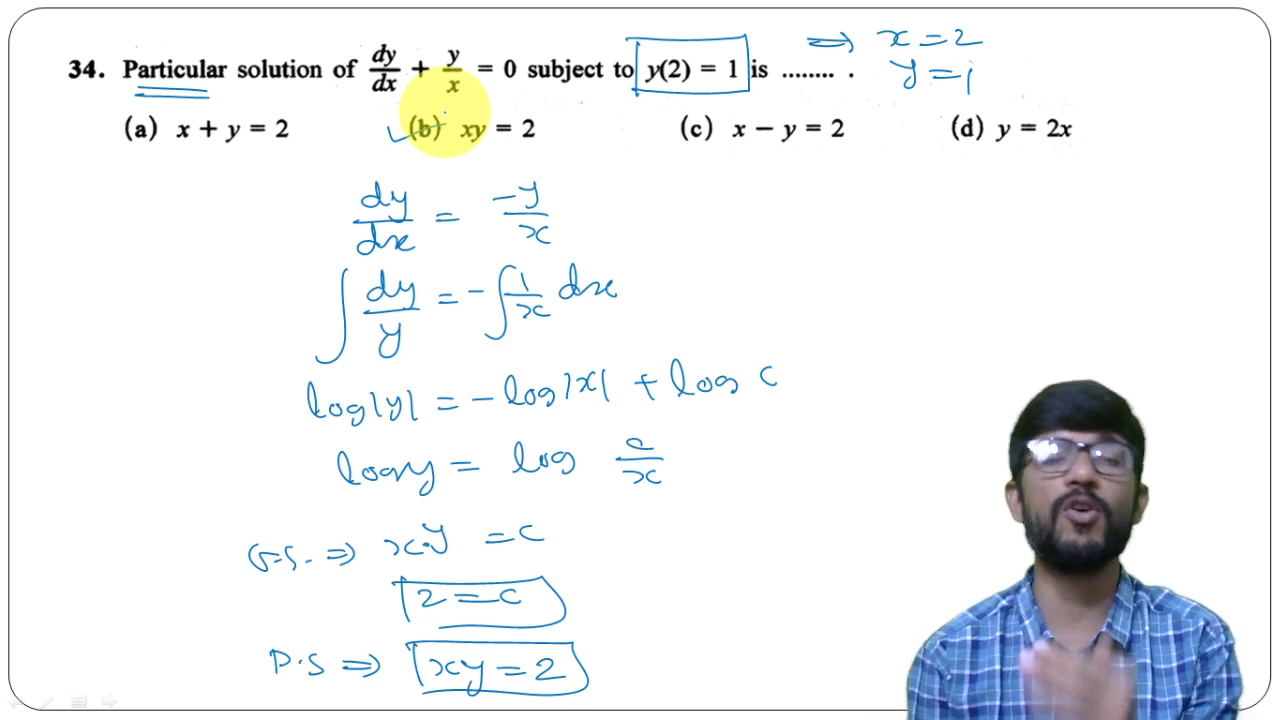 34. Particular solution of dy/dx + y/x = 0 subject to y(2) = 1 is ........ . ⇒ x = 2
y = 1
(a) x + y = 2 (b) xy = 2 (c) x − y = 2 (d) y = 2x
dy/dx = -y/x
∫ dy/y = - ∫ 1/x dx
log|y| = - log|x| + log c
log y = log c/x
G.S. ⇒ x.y = c
2 = c
P.S ⇒ xy = 2